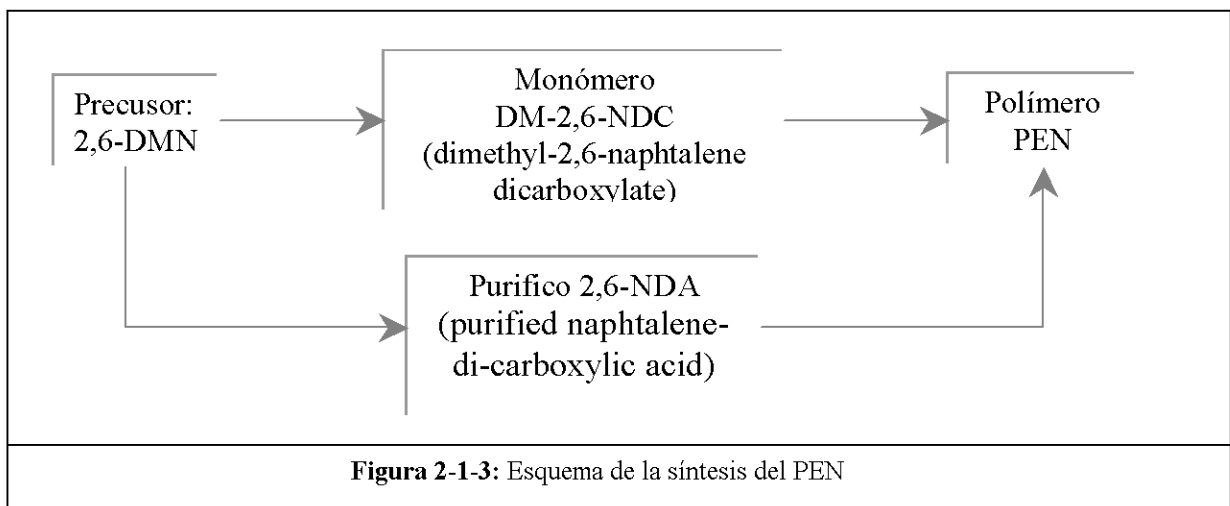 Precusor:
2,6-DMN
Monómero
DM-2,6-NDC
(dimethyl-2,6-naphtalene
dicarboxylate)
Polímero
PEN
Purifico 2,6-NDA
(purified naphtalene-
di-carboxylic acid)
Figura 2-1-3: Esquema de la síntesis del PEN